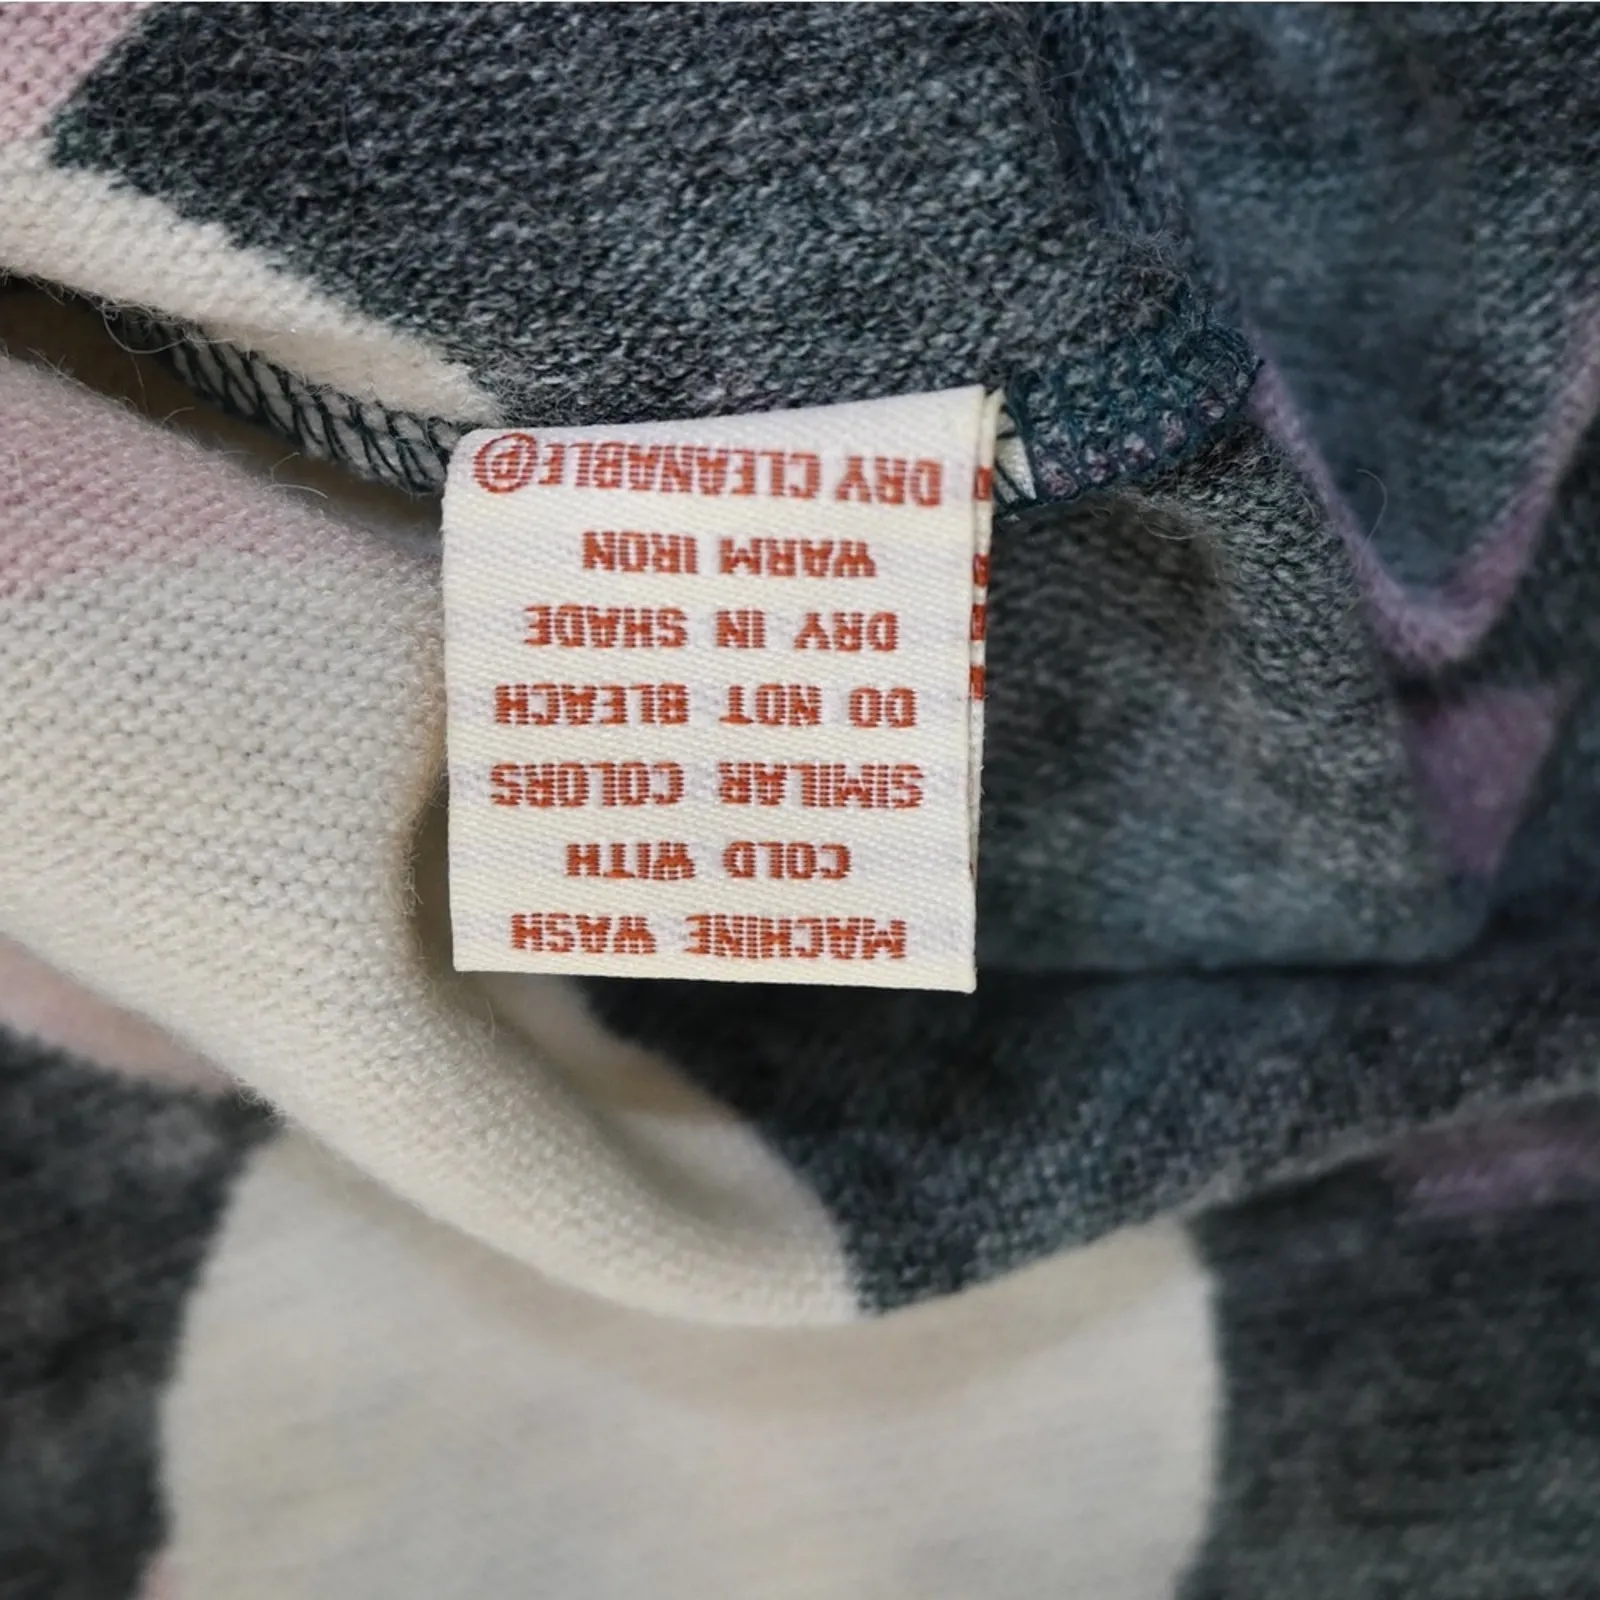 MACHINE WASH
COLD WITH
SIMILAR COLORS
DO NOT BLEACH
DRY IN SHADE
WARM IRON
DRY CLEANABLE Ⓟ